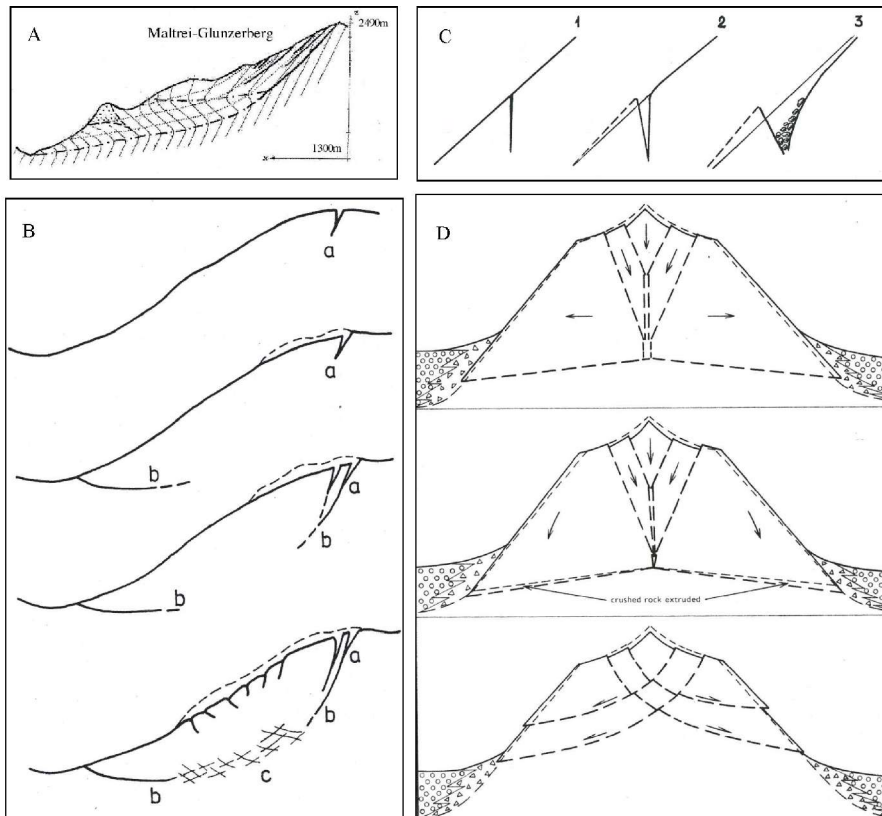 A
Maltrei-Glunzerberg
z
2490m
1300m
x
C
1
2
3
B
a
a
b
a
b
b
a
b
b
c
D
crushed rock extruded